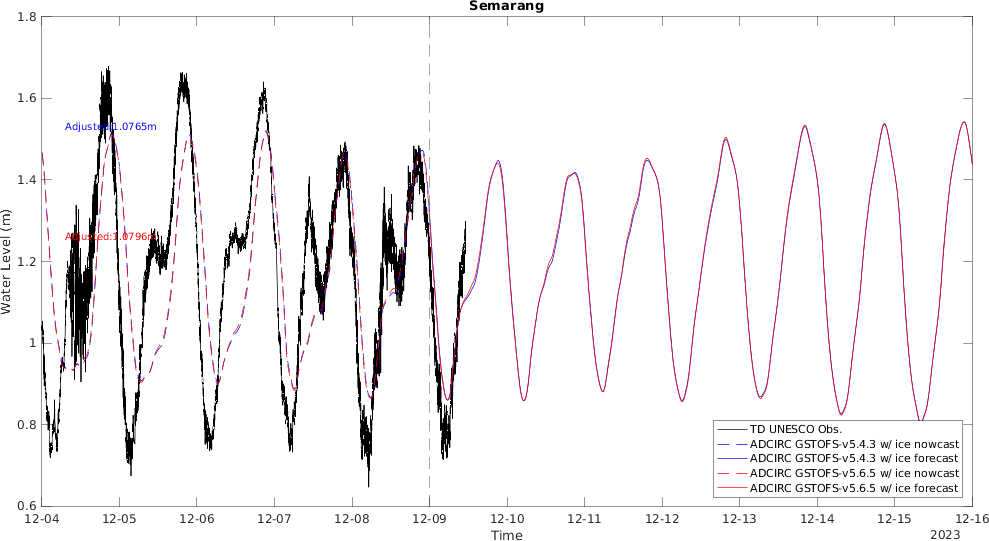 Semarang
1.8
1.6
1.4
1.2
1
0.8
0.6
Water Level (m)
Adjusted:1.0765m
Adjusted:1.0796m
12-04
12-05
12-06
12-07
12-08
12-09
12-10
12-11
12-12
12-13
12-14
12-15
12-16
Time
2023
TD UNESCO Obs.
ADCIRC GSTOFS-v5.4.3 w/ ice nowcast
ADCIRC GSTOFS-v5.4.3 w/ ice forecast
ADCIRC GSTOFS-v5.6.5 w/ ice nowcast
ADCIRC GSTOFS-v5.6.5 w/ ice forecast